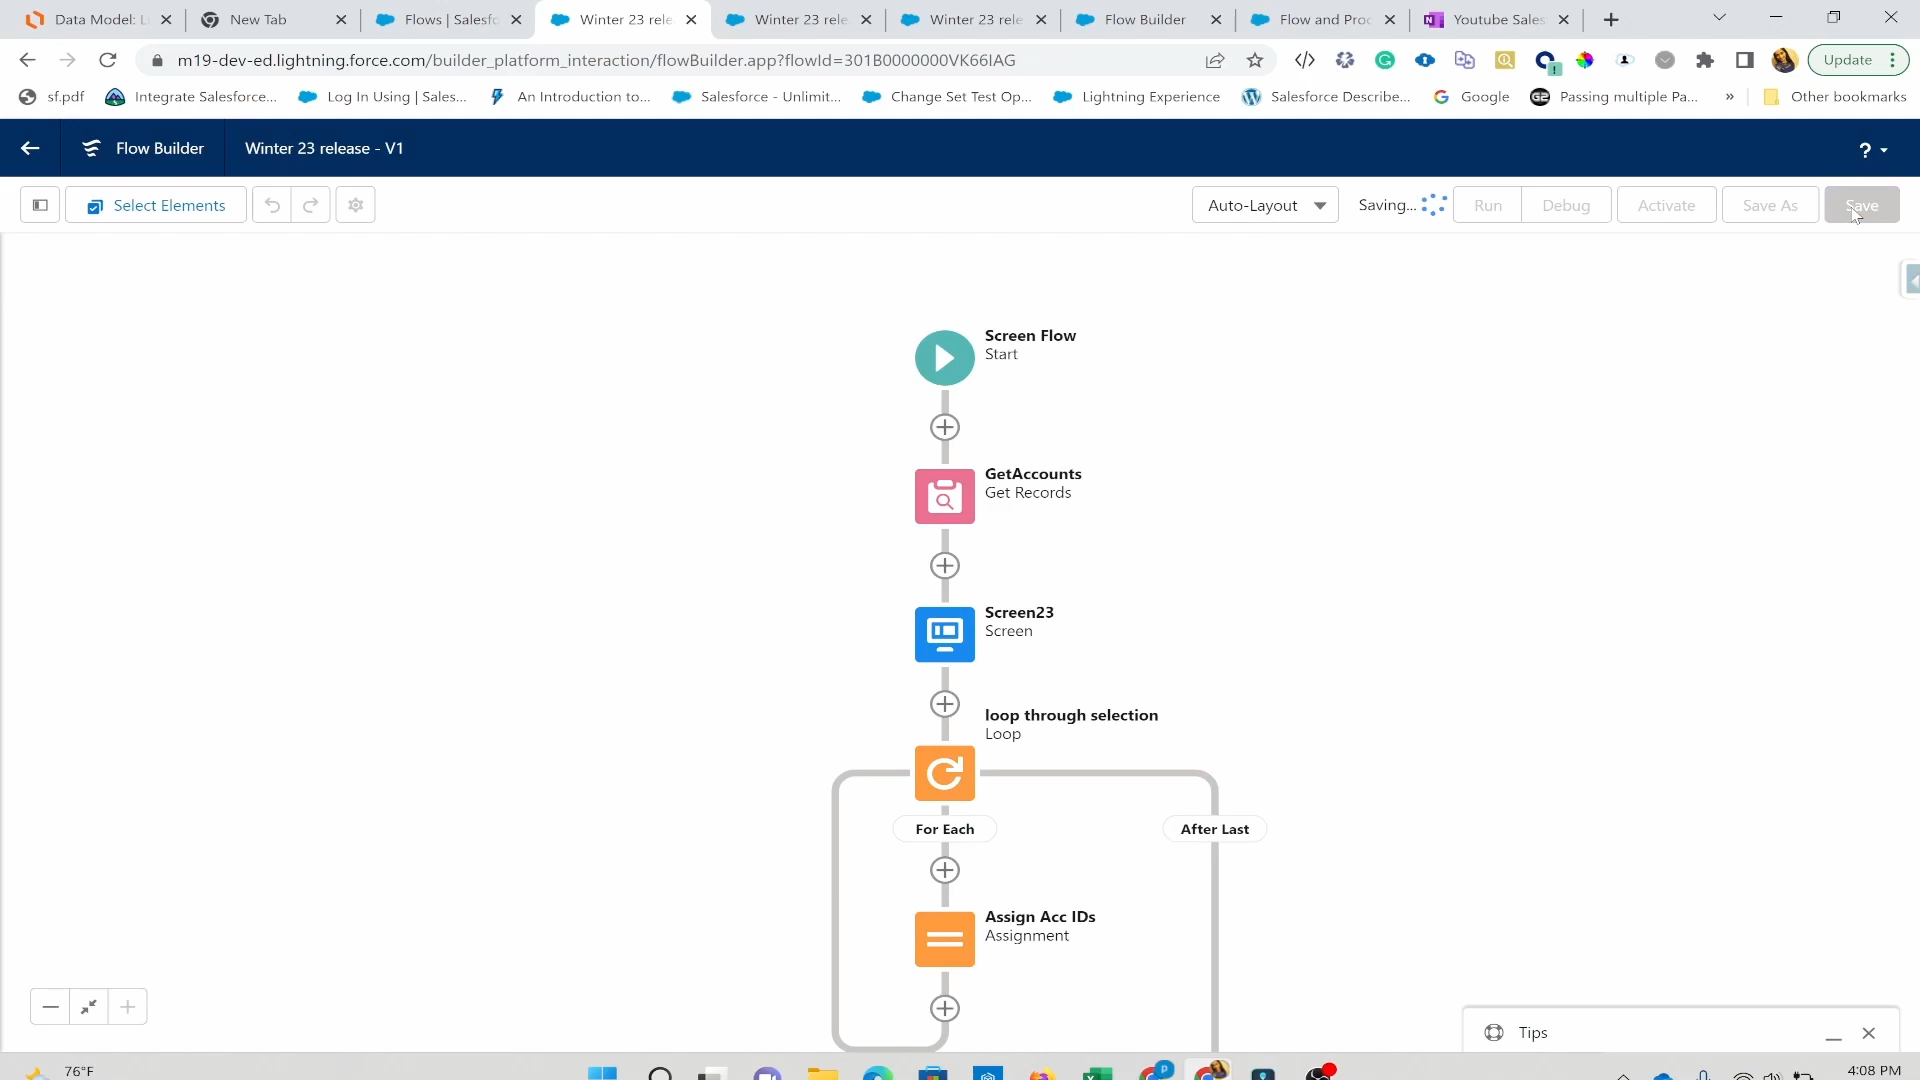 Data Model: L
New Tab
Flows | Salesfo
Winter 23 rele
Winter 23 rele
Winter 23 rele
Flow Builder
Flow and Proc
Youtube Sales
m19-dev-ed.lightning.force.com/builder_platform_interaction/flowBuilder.app?flowId=301B0000000VK66IAG
Update
sf.pdf
Integrate Salesforce...
Log In Using | Sales...
An Introduction to...
Salesforce - Unlimit...
Change Set Test Op...
Lightning Experience
Salesforce Describe...
Google
Passing multiple Pa...
»
Other bookmarks
Flow Builder
Winter 23 release - V1
?
Select Elements
Auto-Layout
Saving...
Run
Debug
Activate
Save As
Save
Screen Flow
Start
GetAccounts
Get Records
Screen23
Screen
loop through selection
Loop
For Each
After Last
Assign Acc IDs
Assignment
Tips
76°F
4:08 PM